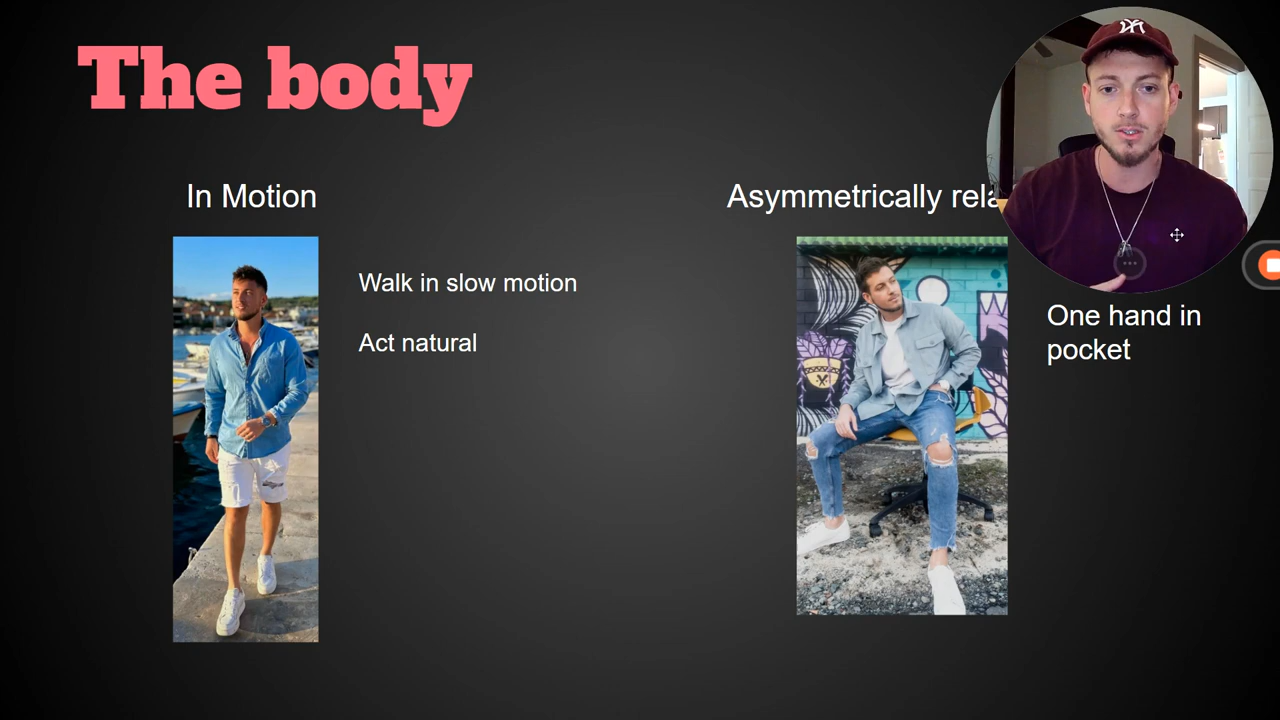 The body
In Motion
Asymmetrically rela
Walk in slow motion
Act natural
One hand in
pocket